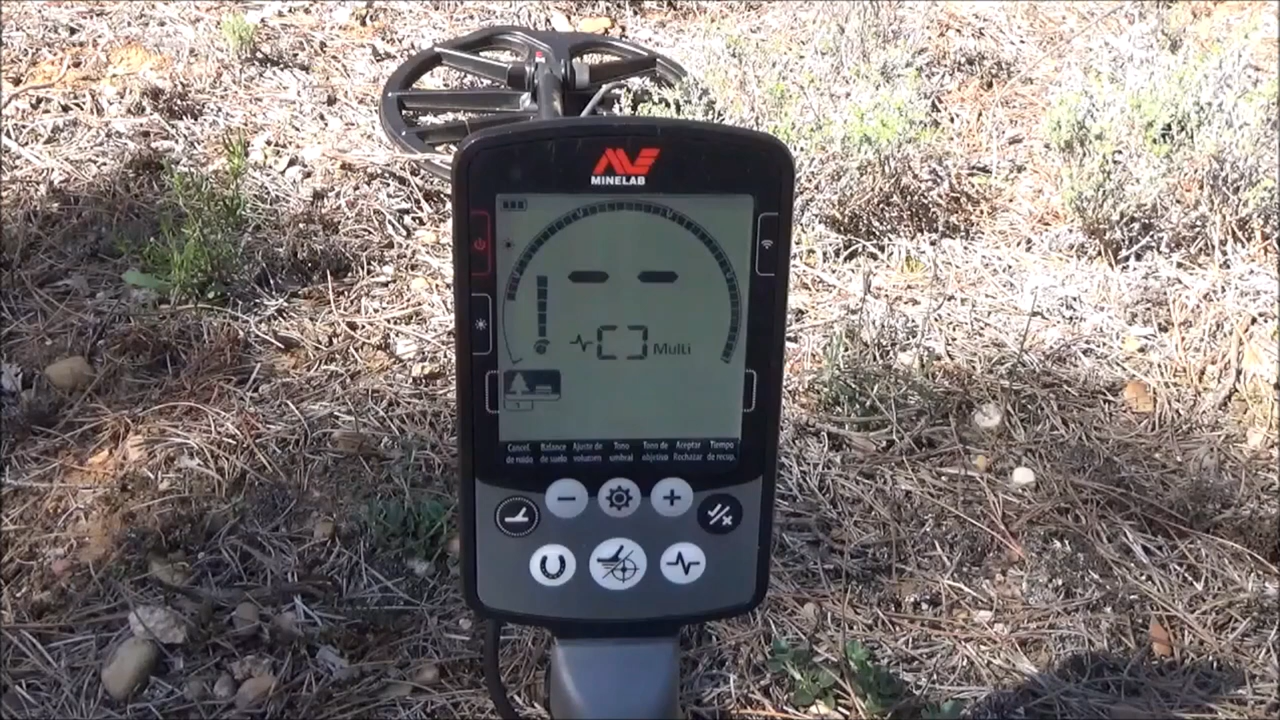 MINELAB
- -
Multi
1
Cancel. Balance Ajuste de Tono Tono de Aceptar Tiempo
de ruido de suelo volumen umbral objetivo Rechazar de recup.